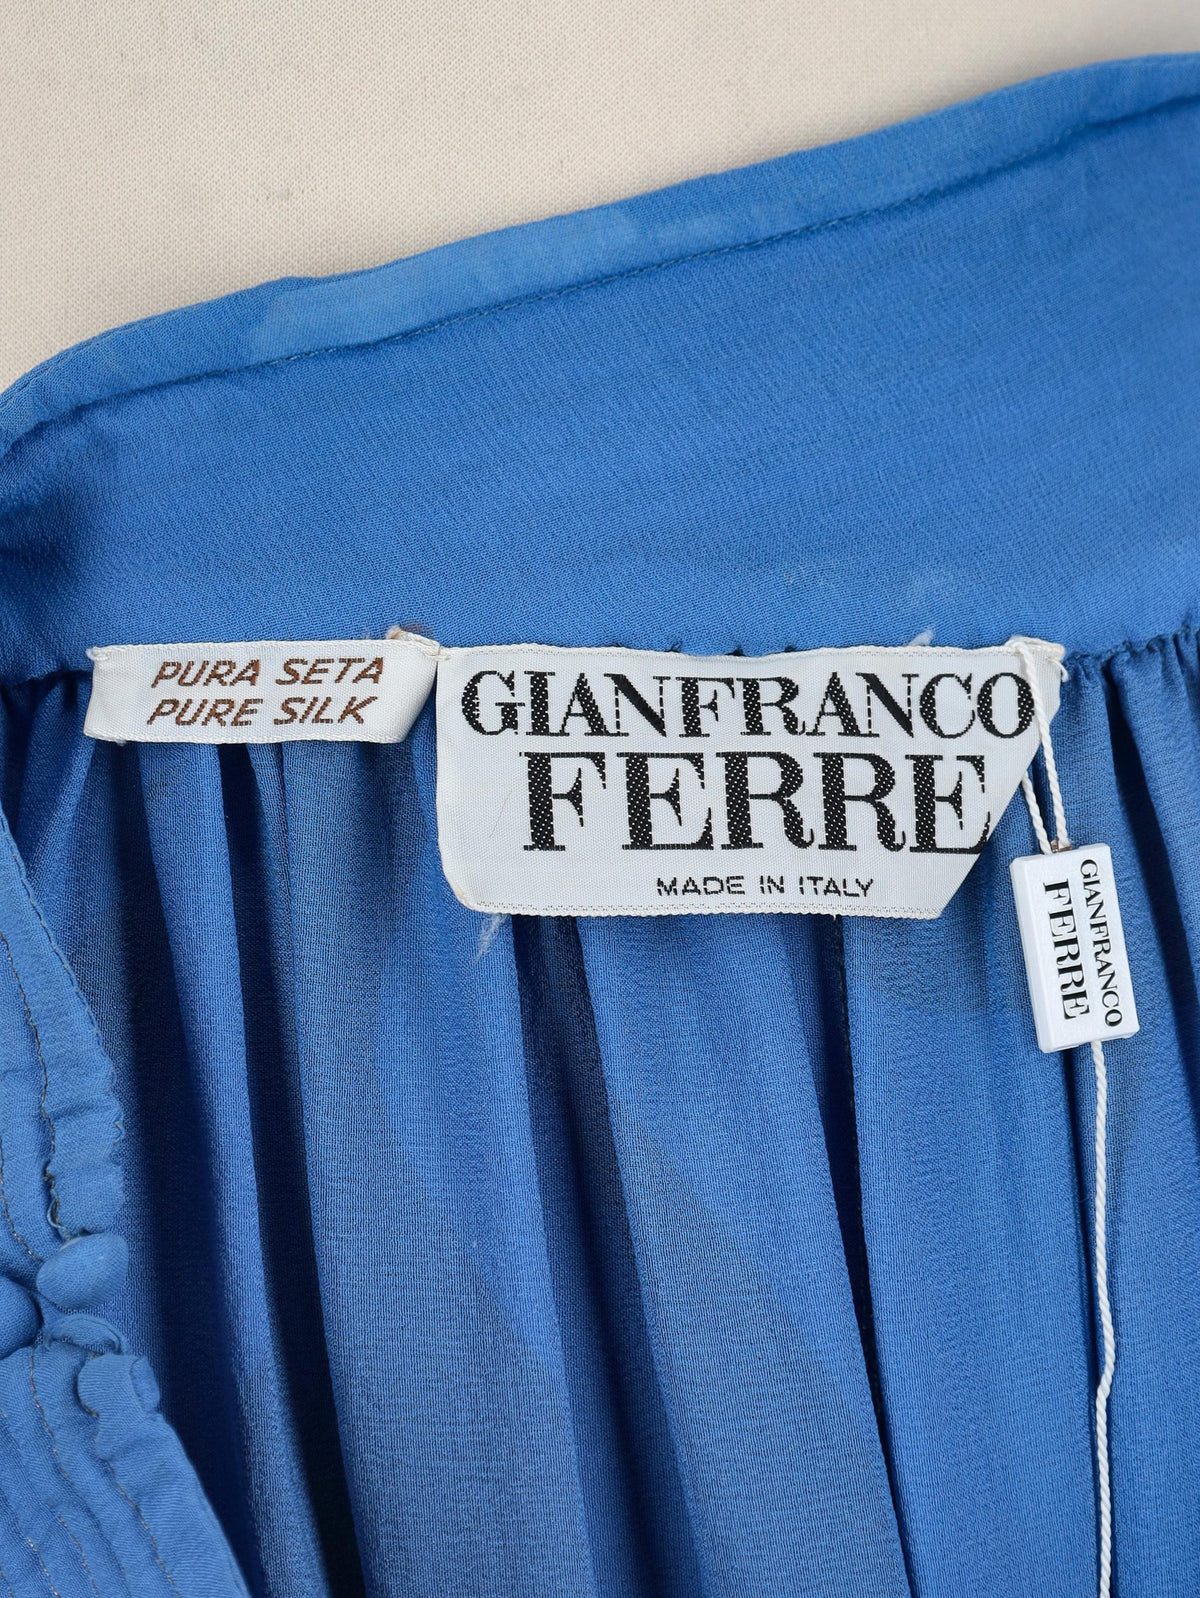 PURA SETA
PURE SILK
GIANFRANCO
FERRE
MADE IN ITALY
GIANFRANCO
FERRE